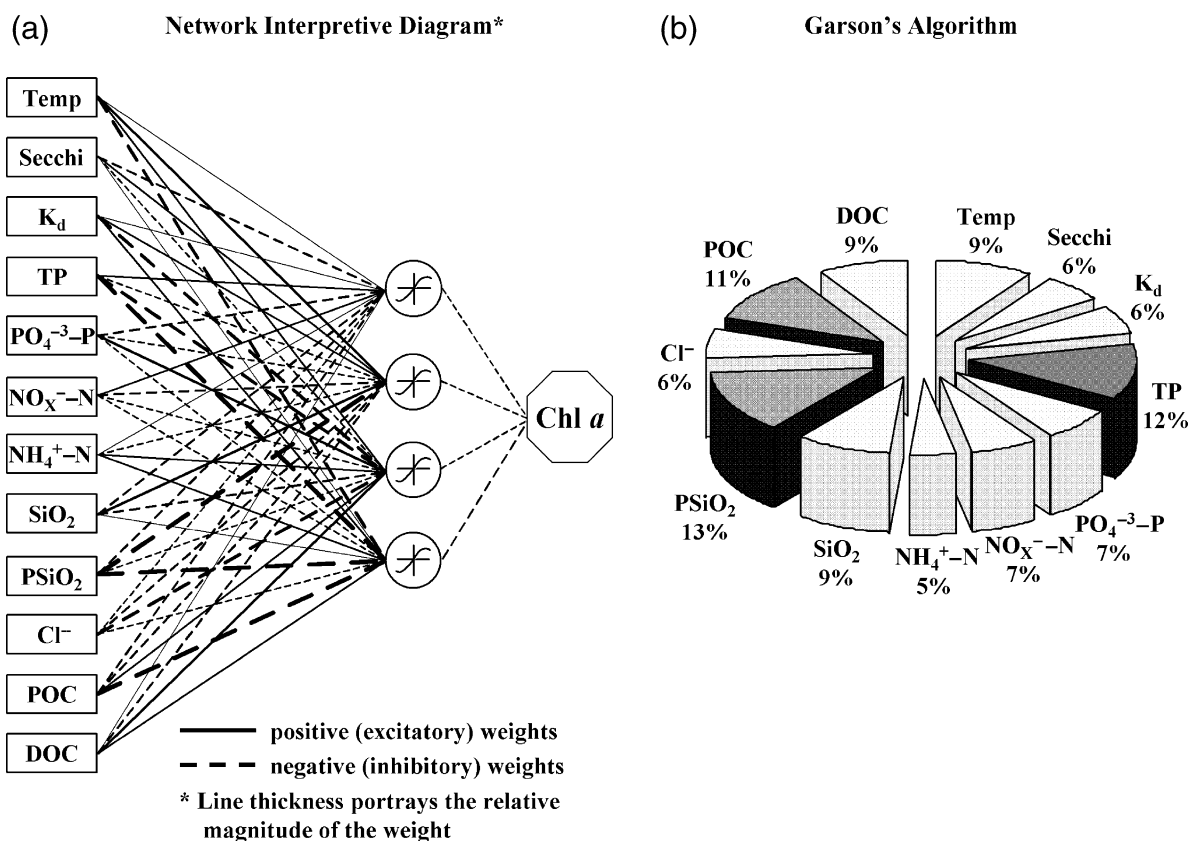 (a) Network Interpretive Diagram*
Temp
Secchi
K_d
TP
PO₄⁻³–P
NOₓ⁻–N
NH₄⁺–N
SiO₂
PSiO₂
Cl⁻
POC
DOC
Chl a
positive (excitatory) weights
negative (inhibitory) weights
* Line thickness portrays the relative
magnitude of the weight
(b) Garson's Algorithm
DOC
9%
Temp
9%
Secchi
6%
K_d
6%
TP
12%
PO₄⁻³–P
7%
NOₓ⁻–N
7%
NH₄⁺–N
5%
SiO₂
9%
PSiO₂
13%
Cl⁻
6%
POC
11%